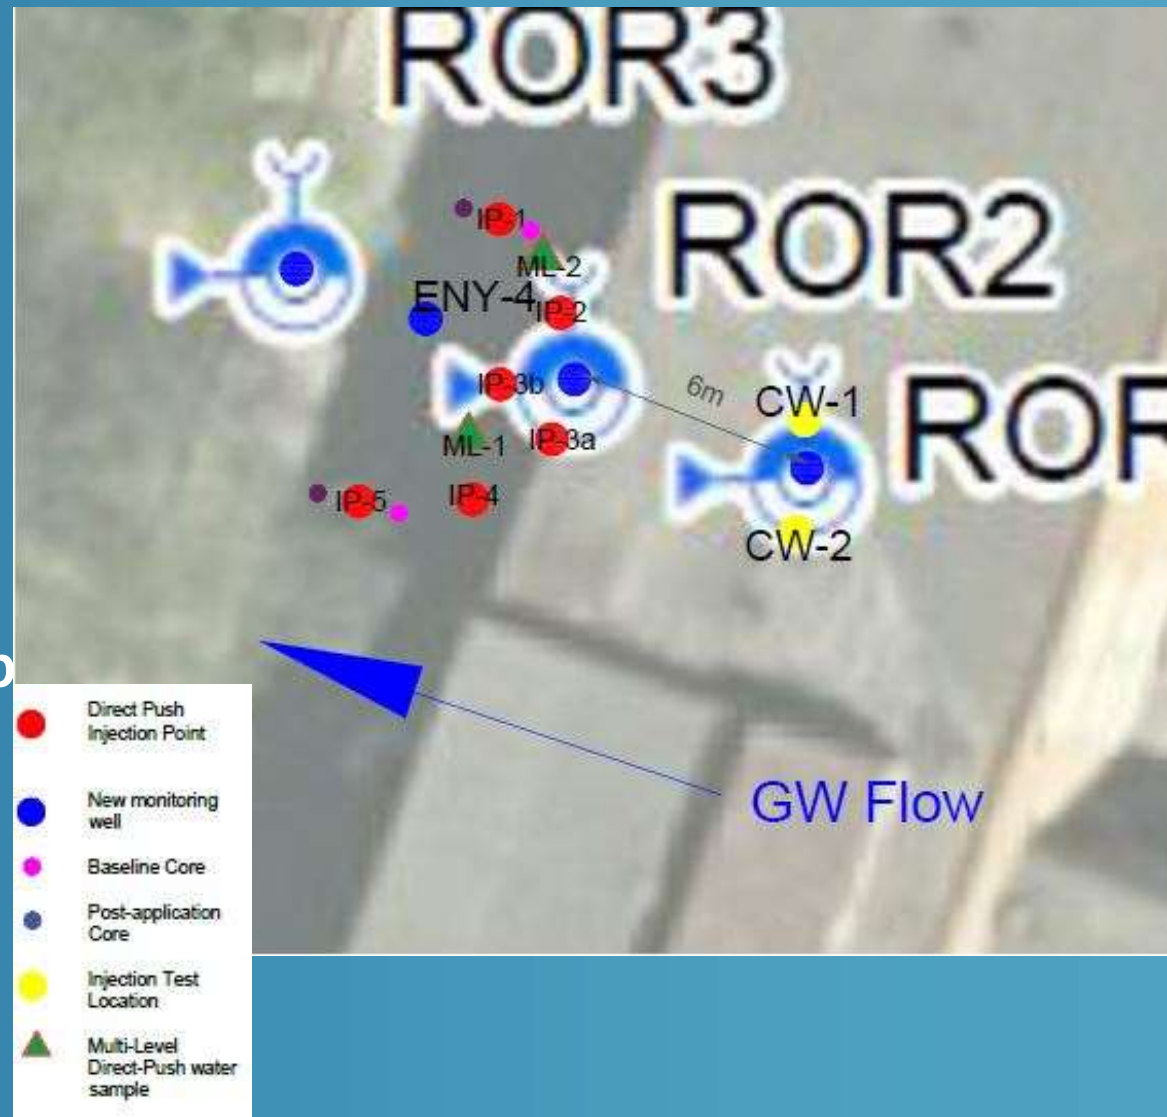 ROR3
IP-1
ROR2
ML-2
ENY-4
IP-2
IP-3b
6m
CW-1
ROR
ML-1
IP-3a
IP-5
IP-4
CW-2
GW Flow
Direct Push
Injection Point
New monitoring
well
Baseline Core
Post-application
Core
Injection Test
Location
Multi-Level
Direct-Push water
sample